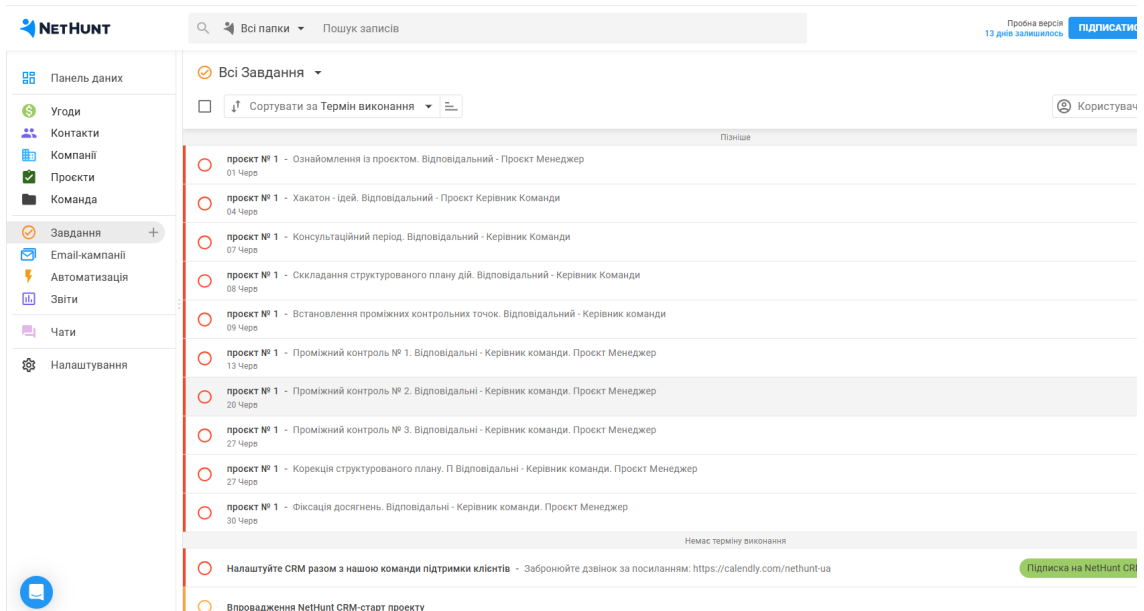 NETHUNT
Всі папки
Пошук записів
Пробна версія
13 днів залишилось
ПІДПИСАТИС
Панель даних
Угоди
Контакти
Компанії
Проєкти
Команда
Завдання
Email-кампанії
Автоматизація
Звіти
Чати
Налаштування
Всі Завдання
Сортувати за Термін виконання
Користувач
Пізніше
проєкт № 1 - Ознайомлення із проєктом. Відповідальний - Проєкт Менеджер
01 Черв
проєкт № 1 - Хакатон - ідей. Відповідальний - Проєкт Керівник Команди
04 Черв
проєкт № 1 - Консультаційний період. Відповідальний - Керівник Команди
07 Черв
проєкт № 1 - Сккладання структурованого плану дій. Відповідальний - Керівник Команди
08 Черв
проєкт № 1 - Встановлення проміжних контрольних точок. Відповідальний - Керівник команди
09 Черв
проєкт № 1 - Проміжний контроль № 1. Відповідальні - Керівник команди. Проєкт Менеджер
13 Черв
проєкт № 1 - Проміжний контроль № 2. Відповідальні - Керівник команди. Проєкт Менеджер
20 Черв
проєкт № 1 - Проміжний контроль № 3. Відповідальні - Керівник команди. Проєкт Менеджер
27 Черв
проєкт № 1 - Корекція структурованого плану. П Відповідальні - Керівник команди. Проєкт Менеджер
27 Черв
проєкт № 1 - Фіксація досягнень. Відповідальні - Керівник команди. Проєкт Менеджер
30 Черв
Немає терміну виконання
Налаштуйте CRM разом з нашою команди підтримки клієнтів - Забронюйте дзвінок за посиланням: https://calendly.com/nethunt-ua
Підписка на NetHunt CRM
Впровадження NetHunt CRM-старт проекту